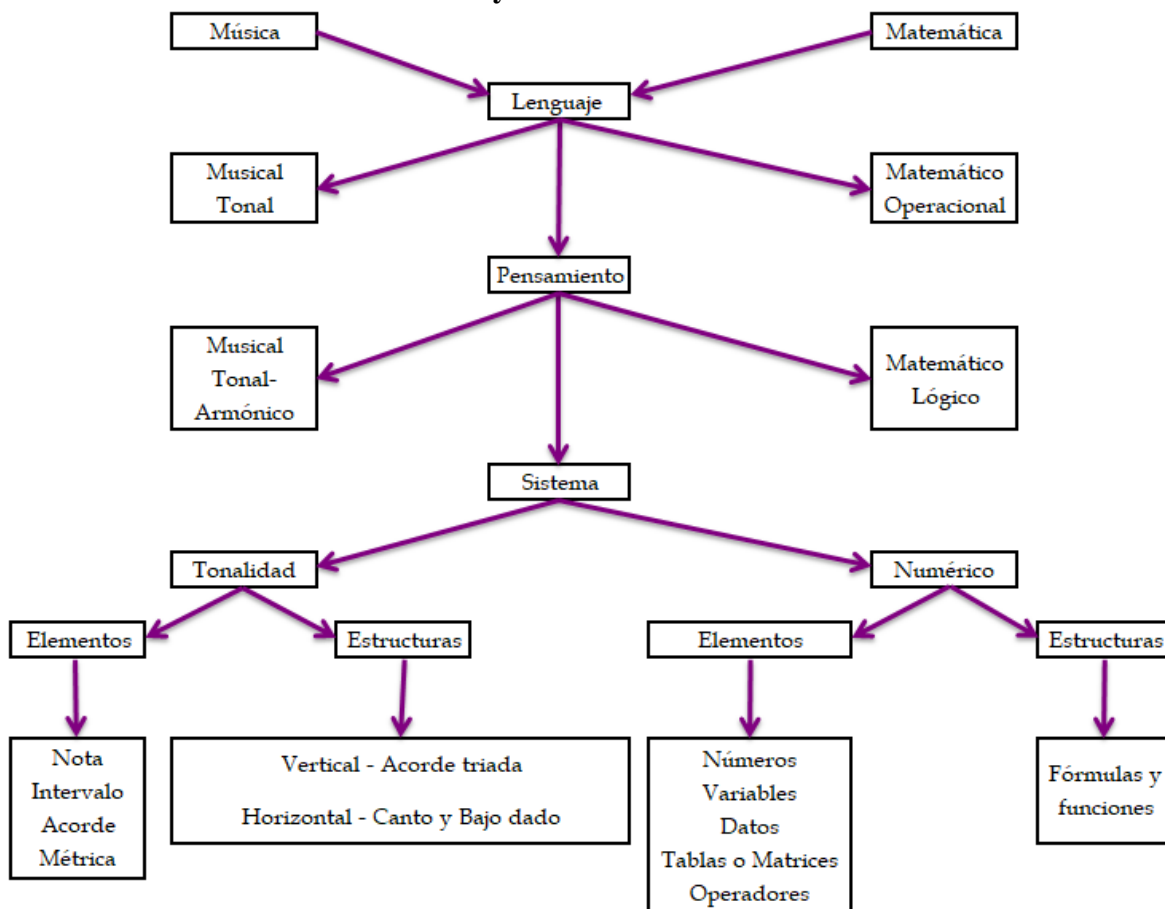 y
Música
Matemática
Lenguaje
Musical
Tonal
Matemático
Operacional
Pensamiento
Musical
Tonal-
Armónico
Matemático
Lógico
Sistema
Tonalidad
Numérico
Elementos
Estructuras
Elementos
Estructuras
Nota
Intervalo
Acorde
Métrica
Vertical - Acorde triada
Horizontal - Canto y Bajo dado
Números
Variables
Datos
Tablas o Matrices
Operadores
Fórmulas y
funciones